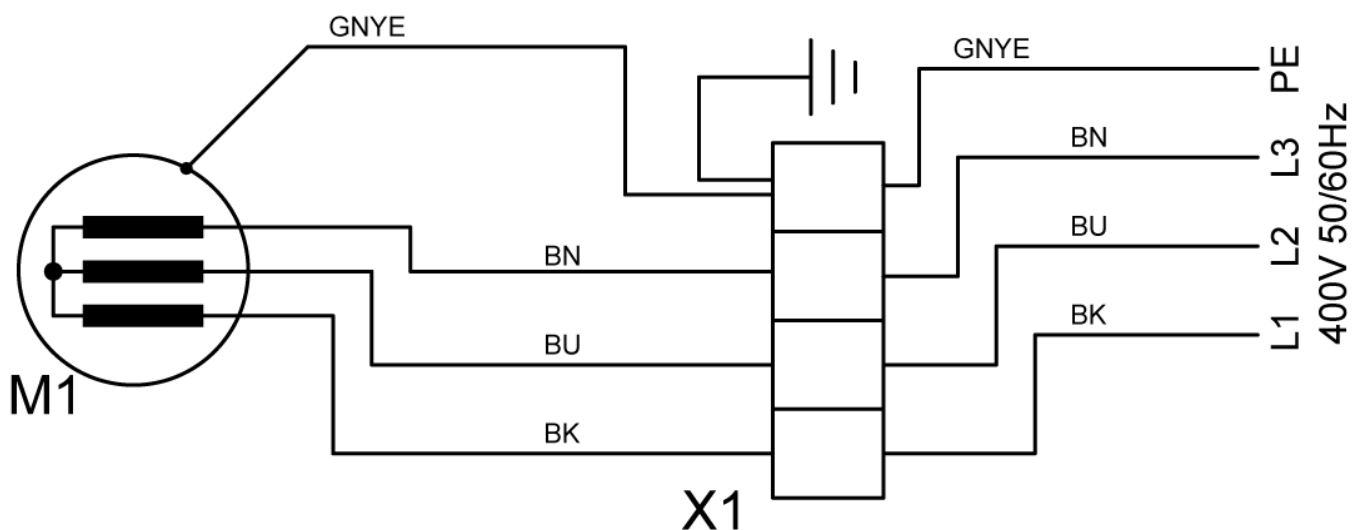 GNYE
GNYE
PE
BN
L3
BU
L2
BK
L1
400V 50/60Hz
BN
BU
BK
M1
X1